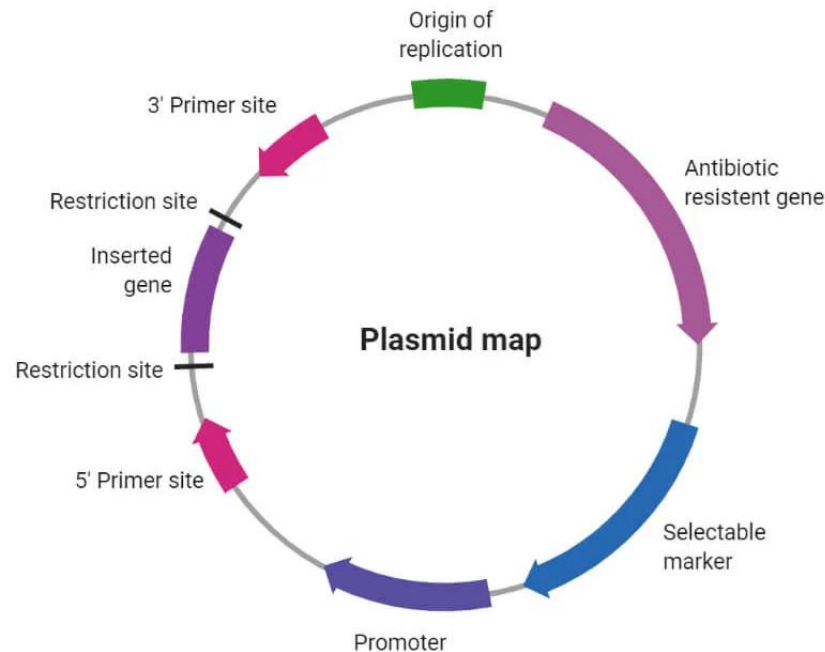 Origin of
replication
3' Primer site
Antibiotic
resistent gene
Restriction site
Inserted
gene
Plasmid map
Restriction site
5' Primer site
Selectable
marker
Promoter